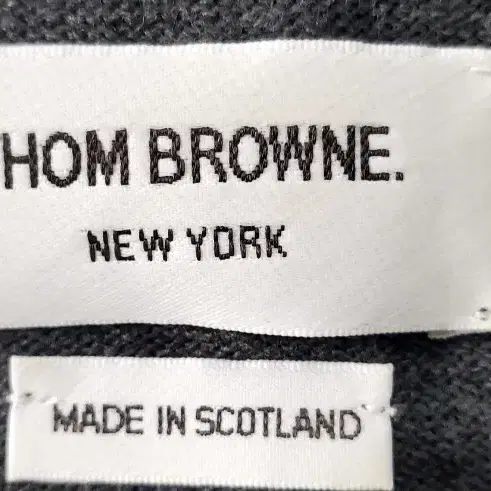 HOM BROWNE.
NEW YORK
MADE IN SCOTLAND